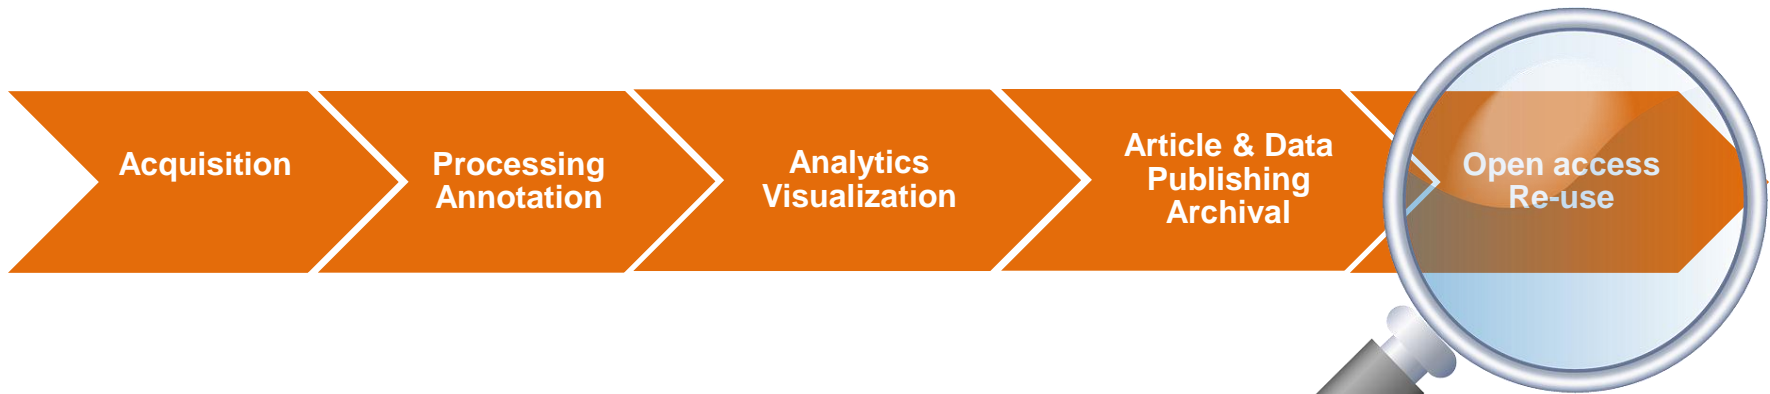 Acquisition
Processing
Annotation
Analytics
Visualization
Article & Data
Publishing
Archival
Open access
Re-use